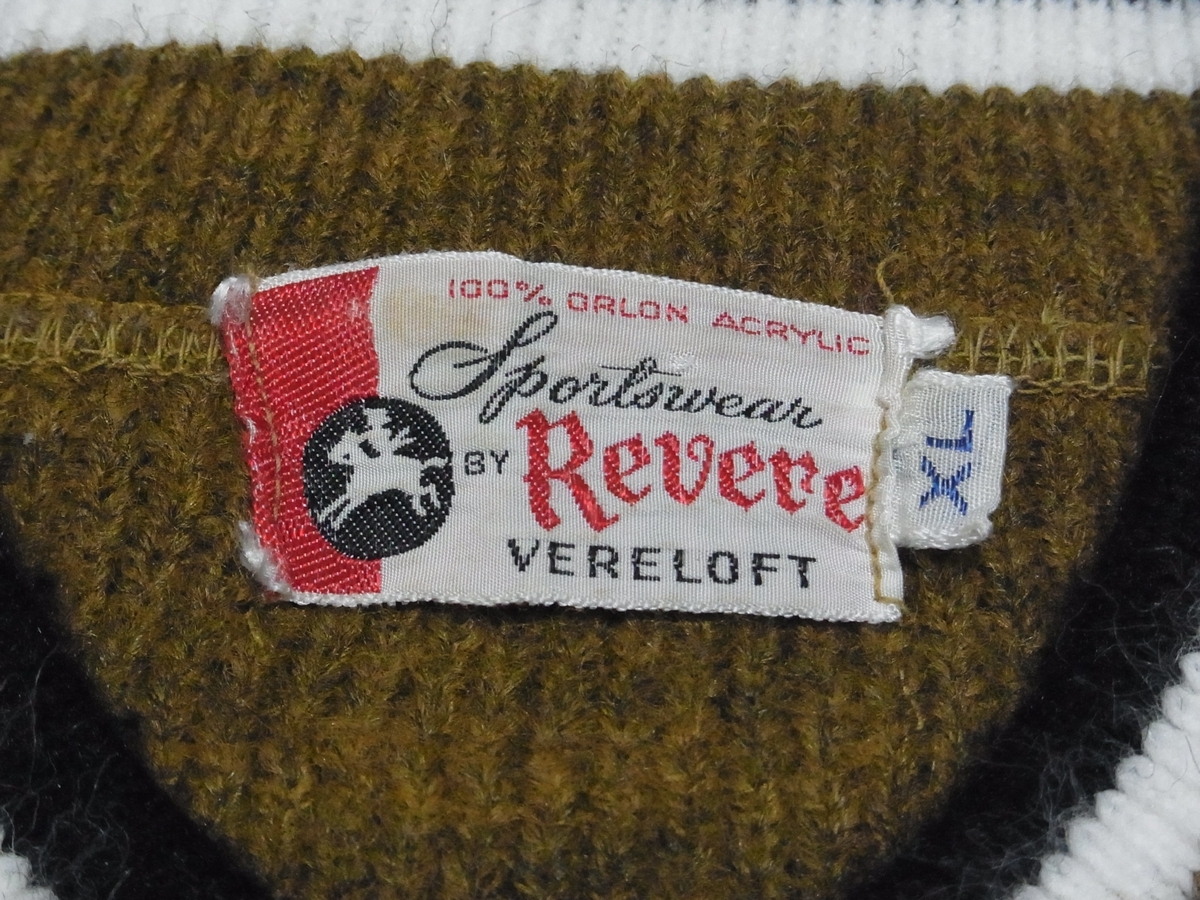 100% ORLON ACRYLIC
Sportswear
BY Revere
VERELOFT
XL